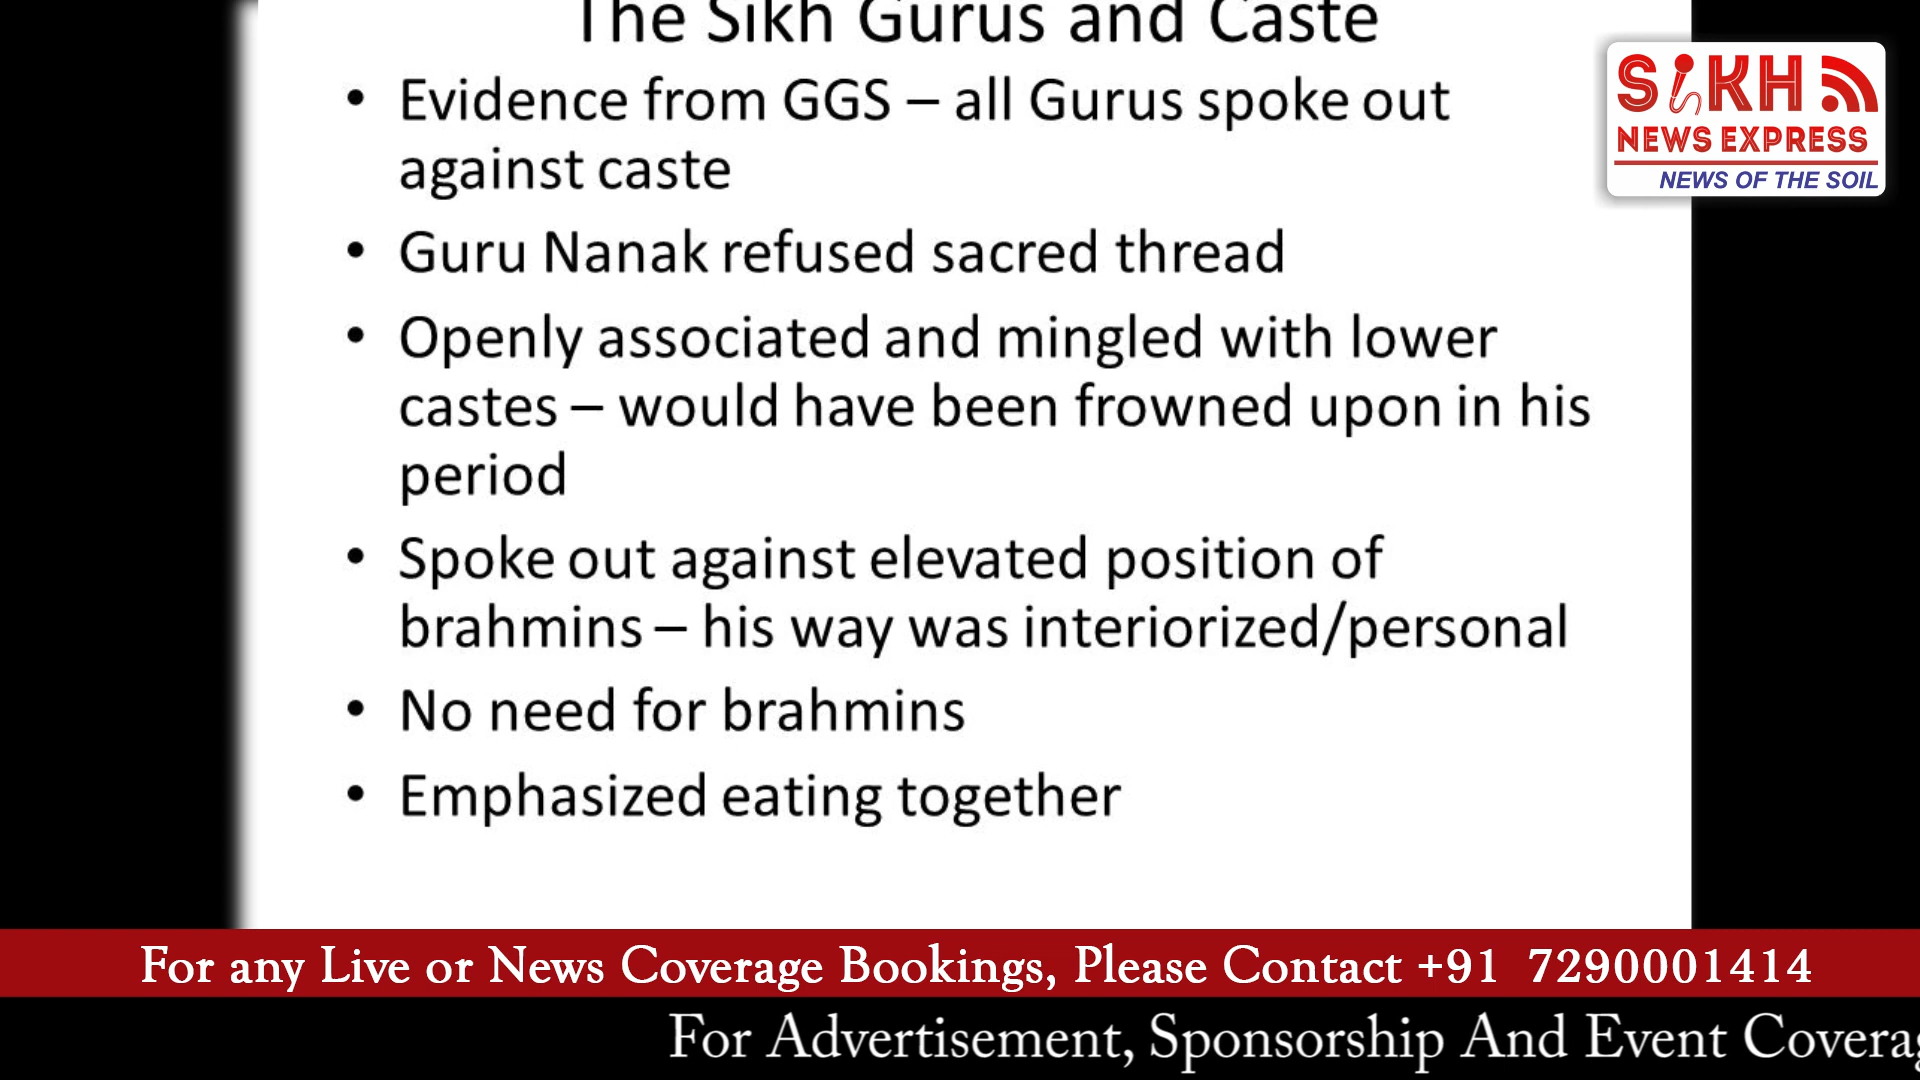 The Sikh Gurus and Caste
• Evidence from GGS – all Gurus spoke out
against caste
• Guru Nanak refused sacred thread
• Openly associated and mingled with lower
castes – would have been frowned upon in his
period
• Spoke out against elevated position of
brahmins – his way was interiorized/personal
• No need for brahmins
• Emphasized eating together
SIKH
NEWS EXPRESS
NEWS OF THE SOIL
For any Live or News Coverage Bookings, Please Contact +91 7290001414
For Advertisement, Sponsorship And Event Coverag